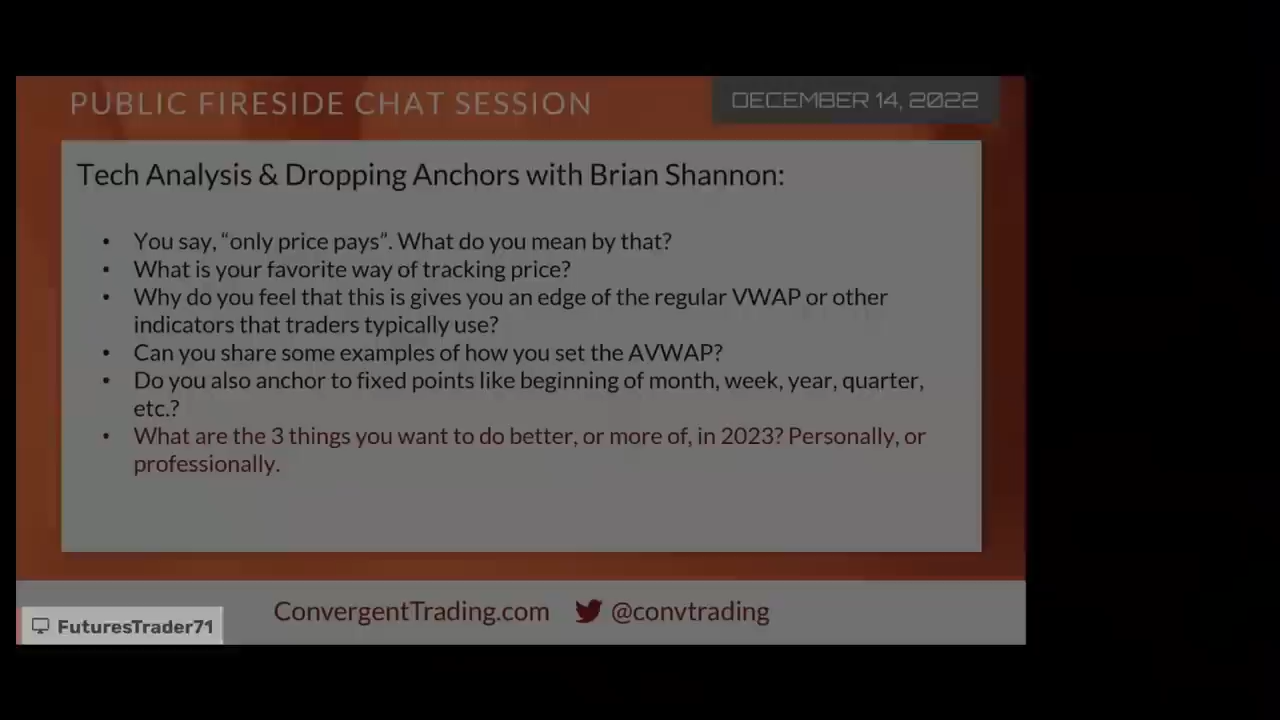 PUBLIC FIRESIDE CHAT SESSION
DECEMBER 14, 2022
Tech Analysis & Dropping Anchors with Brian Shannon:
• You say, “only price pays”. What do you mean by that?
• What is your favorite way of tracking price?
• Why do you feel that this is gives you an edge of the regular VWAP or other
indicators that traders typically use?
• Can you share some examples of how you set the AVWAP?
• Do you also anchor to fixed points like beginning of month, week, year, quarter,
etc.?
• What are the 3 things you want to do better, or more of, in 2023? Personally, or
professionally.
ConvergentTrading.com @convtrading
FuturesTrader71